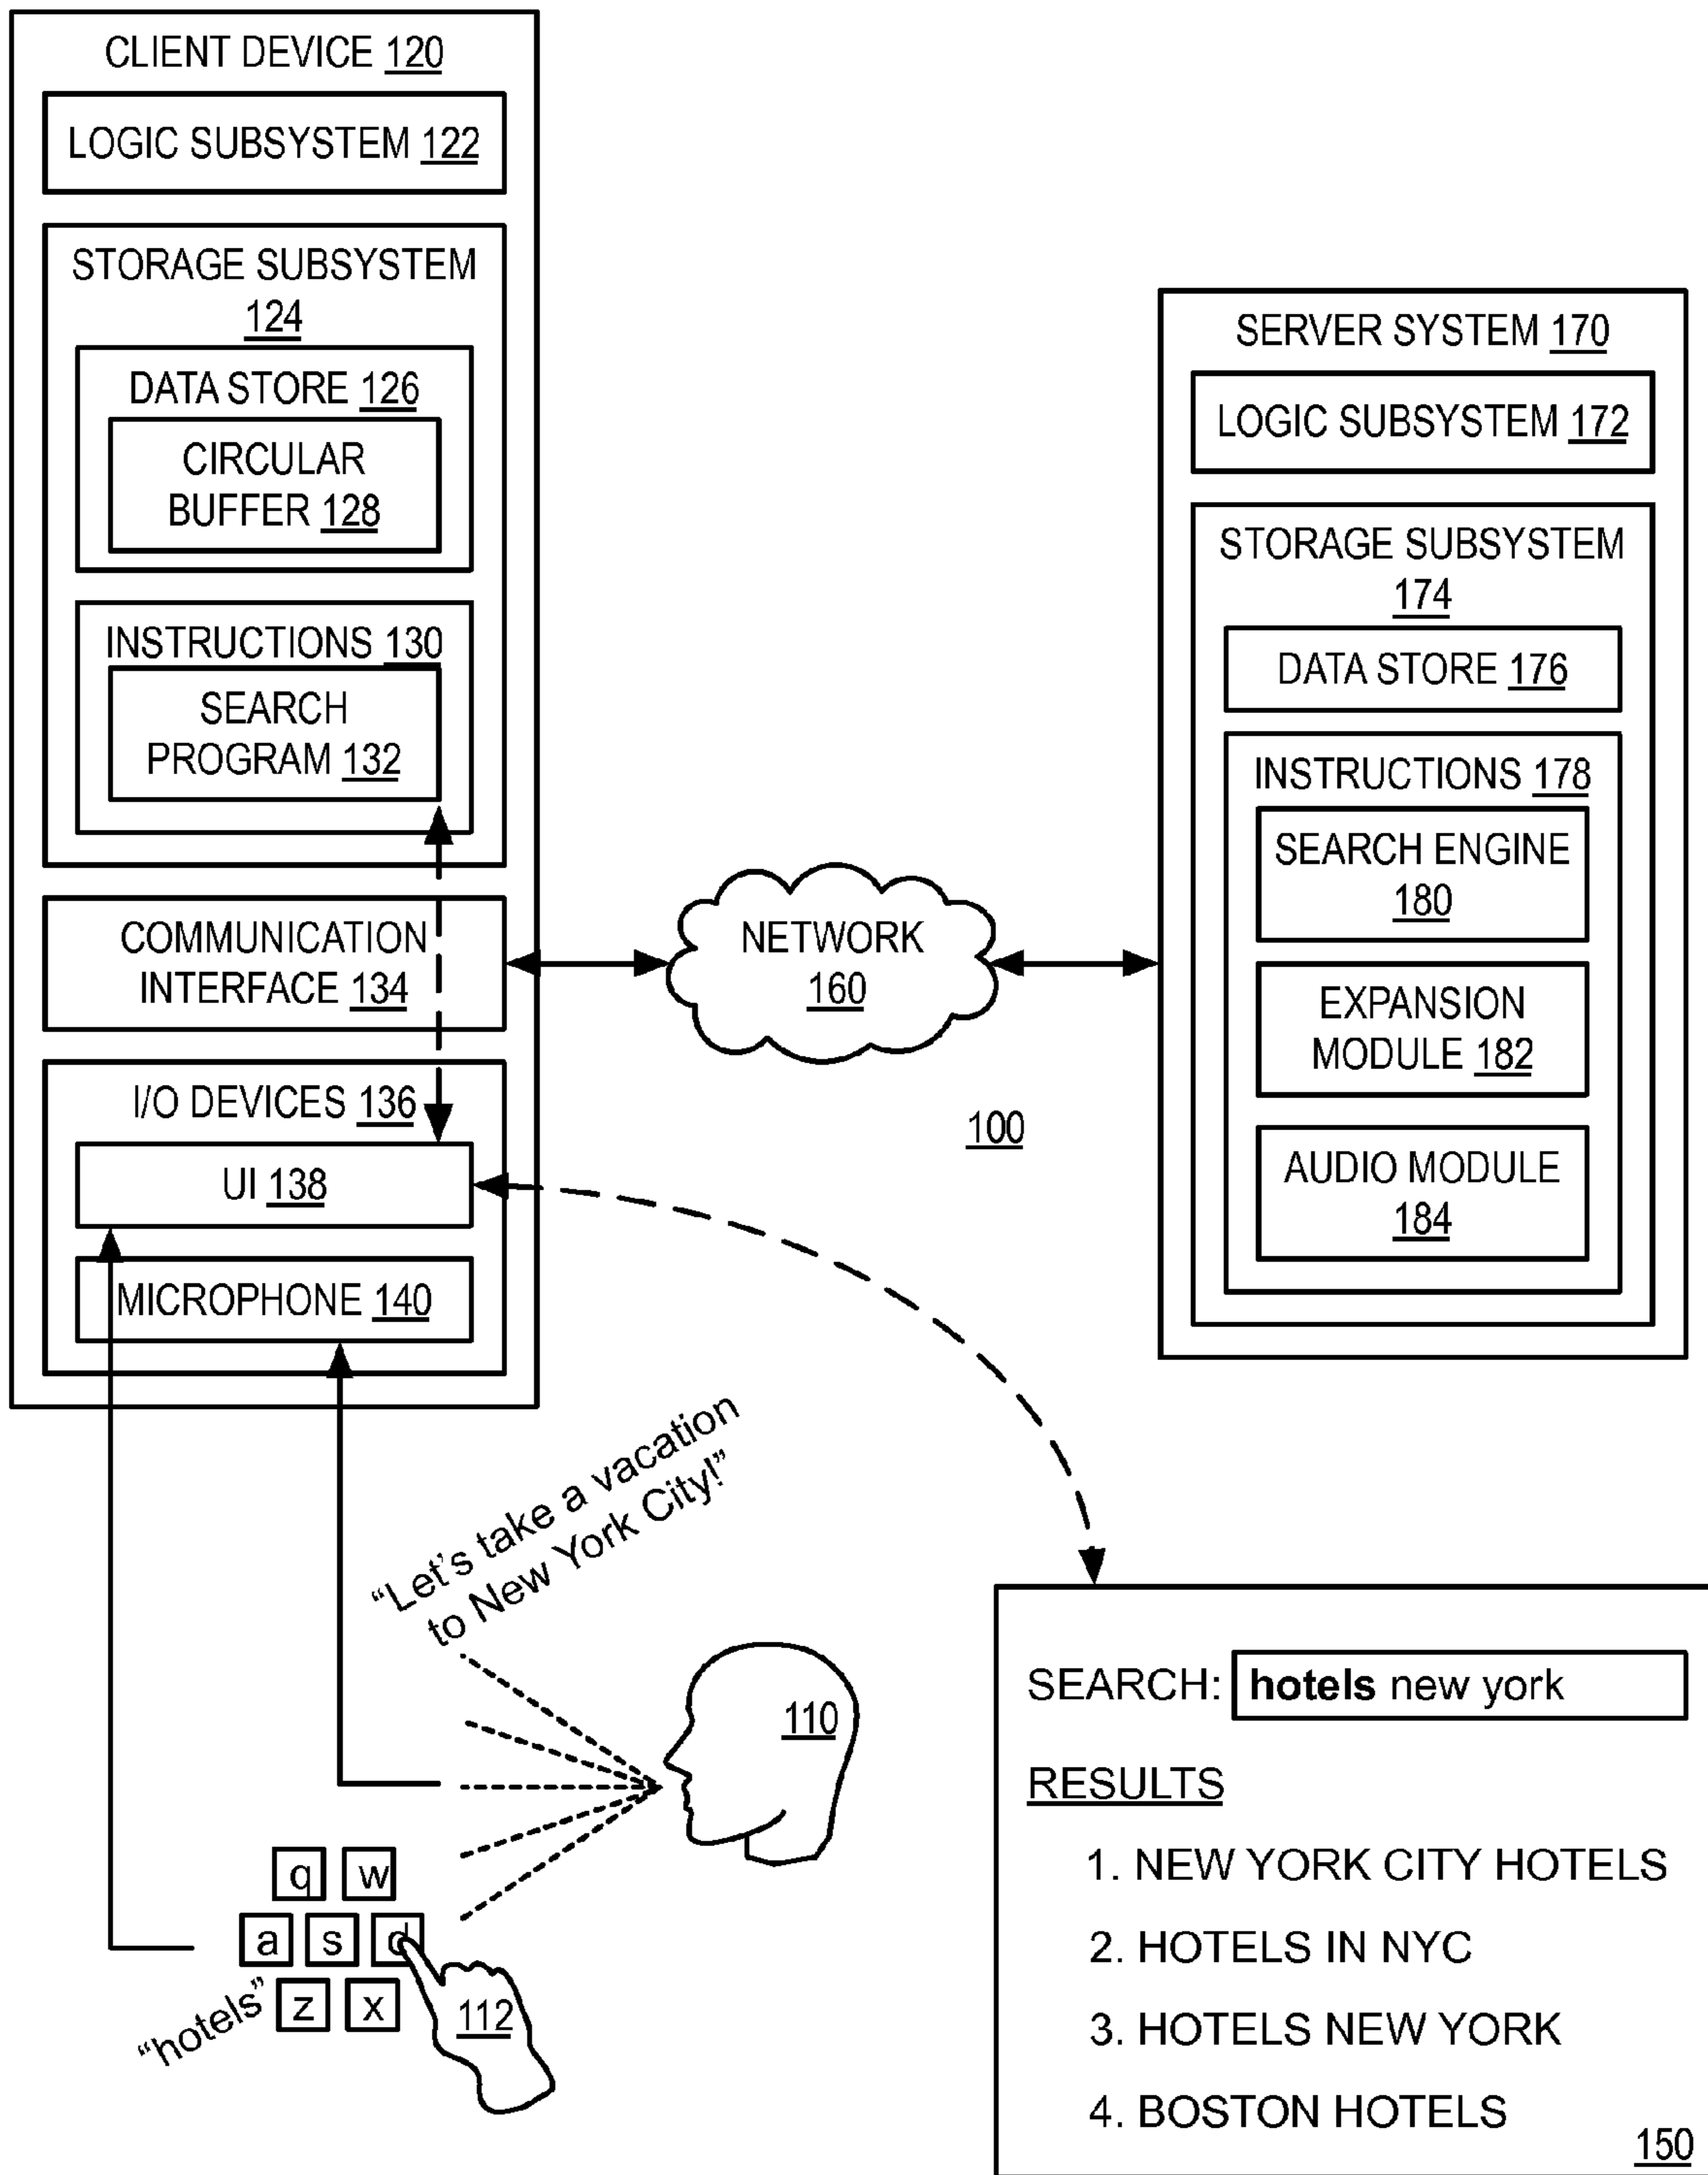 CLIENT DEVICE 120
LOGIC SUBSYSTEM 122
STORAGE SUBSYSTEM
124
DATA STORE 126
CIRCULAR
BUFFER 128
INSTRUCTIONS 130
SEARCH
PROGRAM 132
COMMUNICATION
INTERFACE 134
I/O DEVICES 136
UI 138
MICROPHONE 140
NETWORK
160
100
SERVER SYSTEM 170
LOGIC SUBSYSTEM 172
STORAGE SUBSYSTEM
174
DATA STORE 176
INSTRUCTIONS 178
SEARCH ENGINE
180
EXPANSION
MODULE 182
AUDIO MODULE
184
“Let’s take a vacation
to New York City!”
110
q w
a s d
z x
“hotels”
112
SEARCH: hotels new york
RESULTS
1. NEW YORK CITY HOTELS
2. HOTELS IN NYC
3. HOTELS NEW YORK
4. BOSTON HOTELS
150